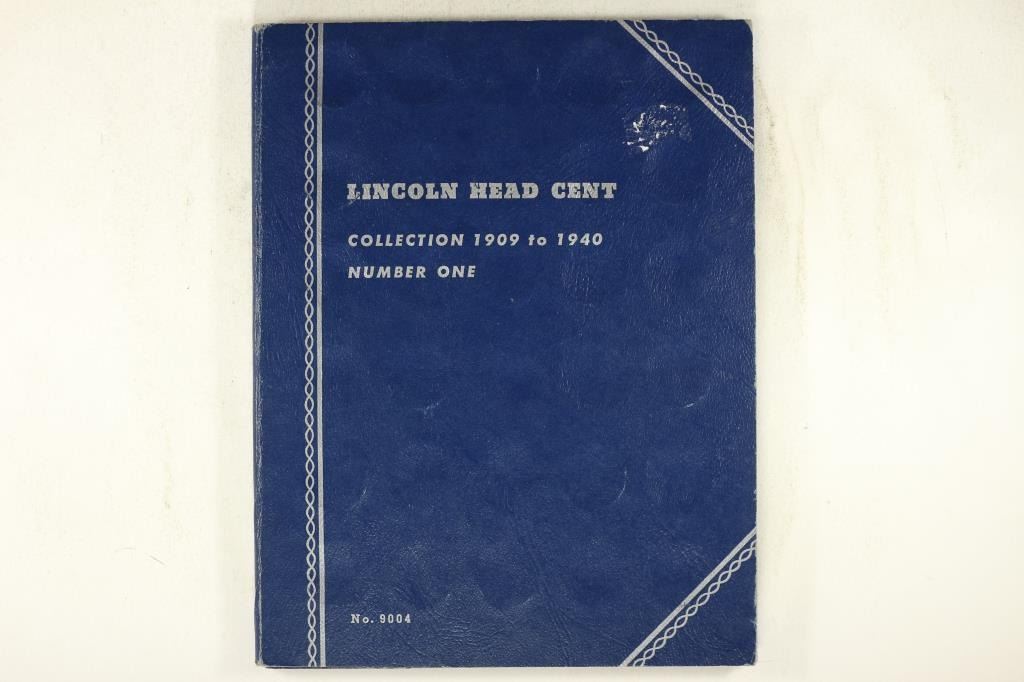 LINCOLN HEAD CENT
COLLECTION 1909 to 1940
NUMBER ONE
No. 9004